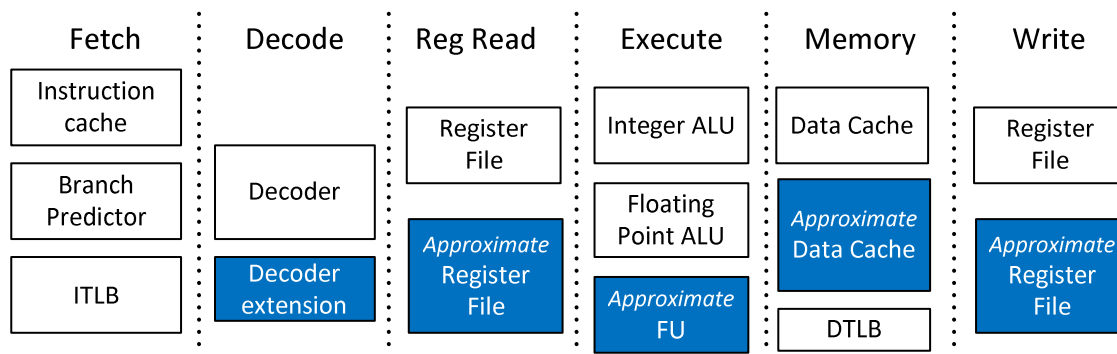 Fetch
Instruction
cache
Branch
Predictor
ITLB
Decode
Decoder
Decoder
extension
Reg Read
Register
File
Approximate
Register
File
Execute
Integer ALU
Floating
Point ALU
Approximate
FU
Memory
Data Cache
Approximate
Data Cache
DTLB
Write
Register
File
Approximate
Register
File